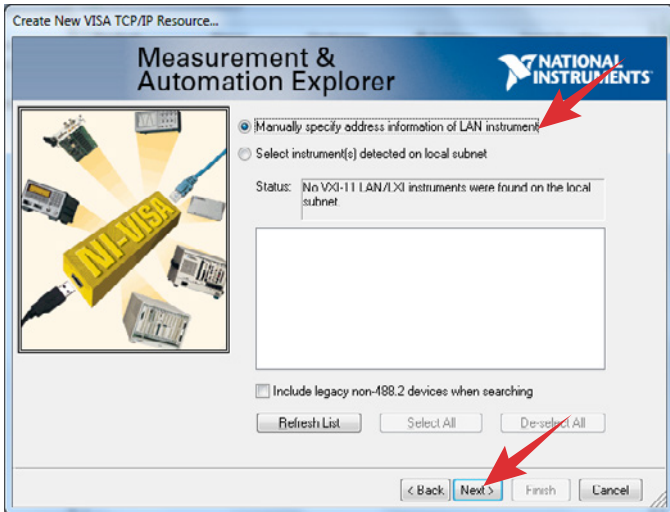 Create New VISA TCP/IP Resource...
Measurement &
Automation Explorer
NATIONAL
INSTRUMENTS
NI-VISA
Manually specify address information of LAN instrument
Select instrument(s) detected on local subnet
Status:
No VXI-11 LAN/LXI instruments were found on the local
subnet.
Include legacy non-488.2 devices when searching
Refresh List
Select All
De-select All
< Back
Next >
Finish
Cancel